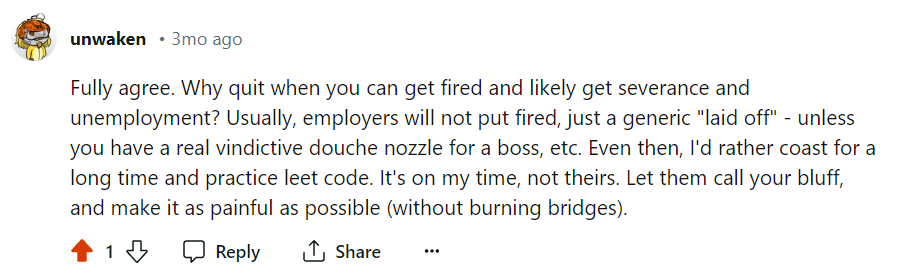 unwaken • 3mo ago
Fully agree. Why quit when you can get fired and likely get severance and
unemployment? Usually, employers will not put fired, just a generic "laid off" - unless
you have a real vindictive douche nozzle for a boss, etc. Even then, I'd rather coast for a
long time and practice leet code. It's on my time, not theirs. Let them call your bluff,
and make it as painful as possible (without burning bridges).
1 Reply Share ...